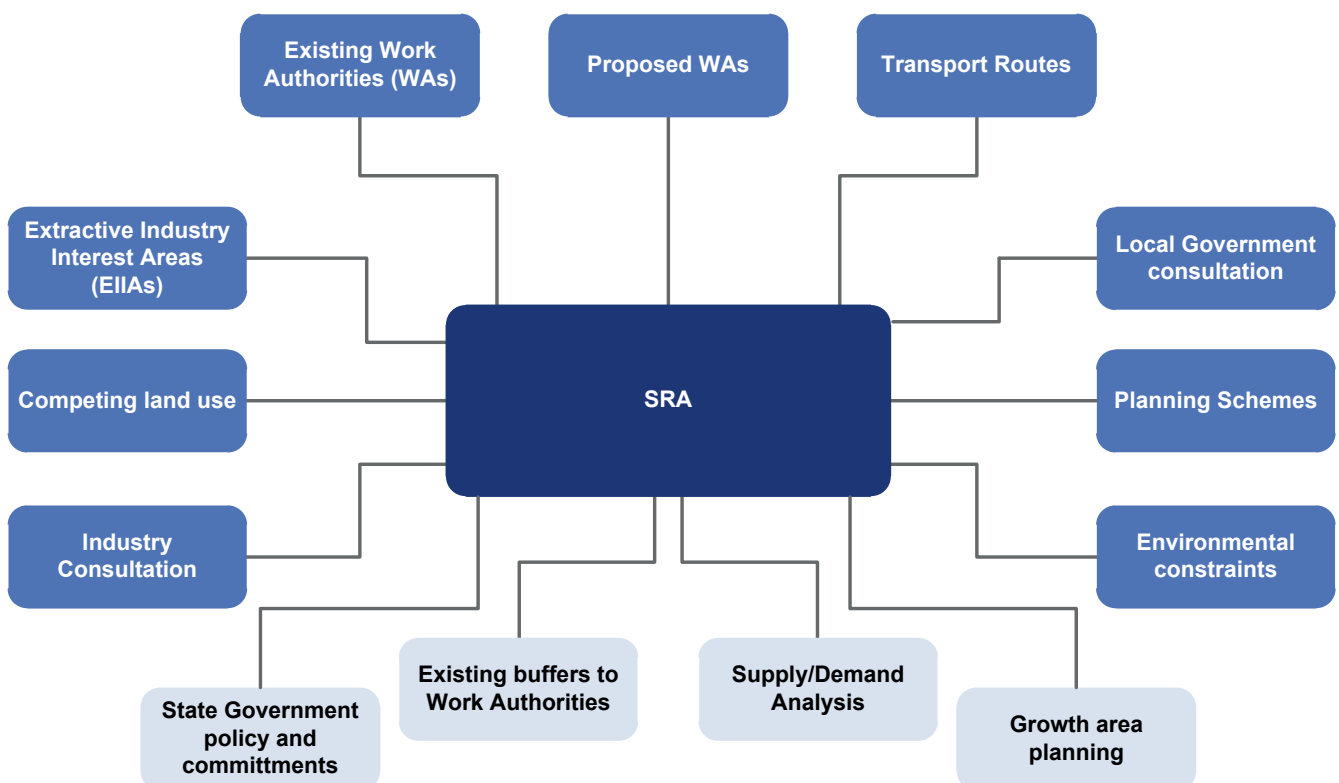 Existing Work
Authorities (WAs)
Proposed WAs
Transport Routes
Extractive Industry
Interest Areas
(EIIAs)
Local Government
consultation
Competing land use
SRA
Planning Schemes
Industry
Consultation
Environmental
constraints
State Government
policy and
committments
Existing buffers to
Work Authorities
Supply/Demand
Analysis
Growth area
planning